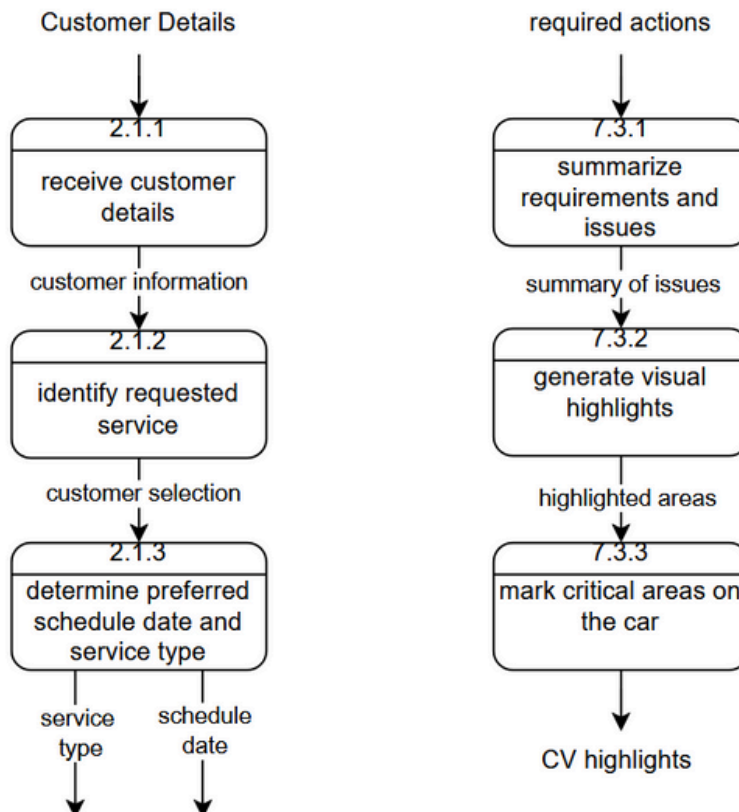 Customer Details
2.1.1
receive customer
details
customer information
2.1.2
identify requested
service
customer selection
2.1.3
determine preferred
schedule date and
service type
service
type
schedule
date
required actions
7.3.1
summarize
requirements and
issues
summary of issues
7.3.2
generate visual
highlights
highlighted areas
7.3.3
mark critical areas on
the car
CV highlights